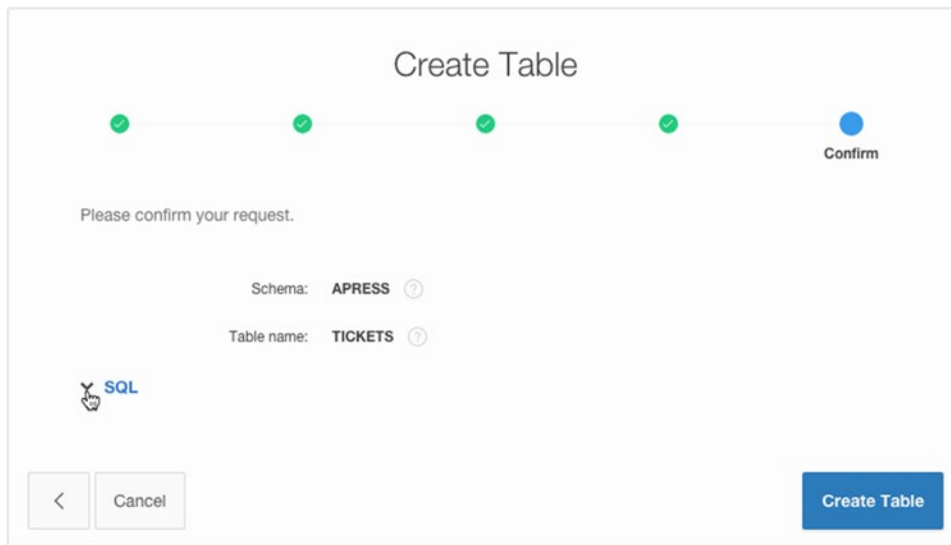 Create Table
Confirm
Please confirm your request.
Schema: APRESS ?
Table name: TICKETS ?
SQL
Cancel
Create Table